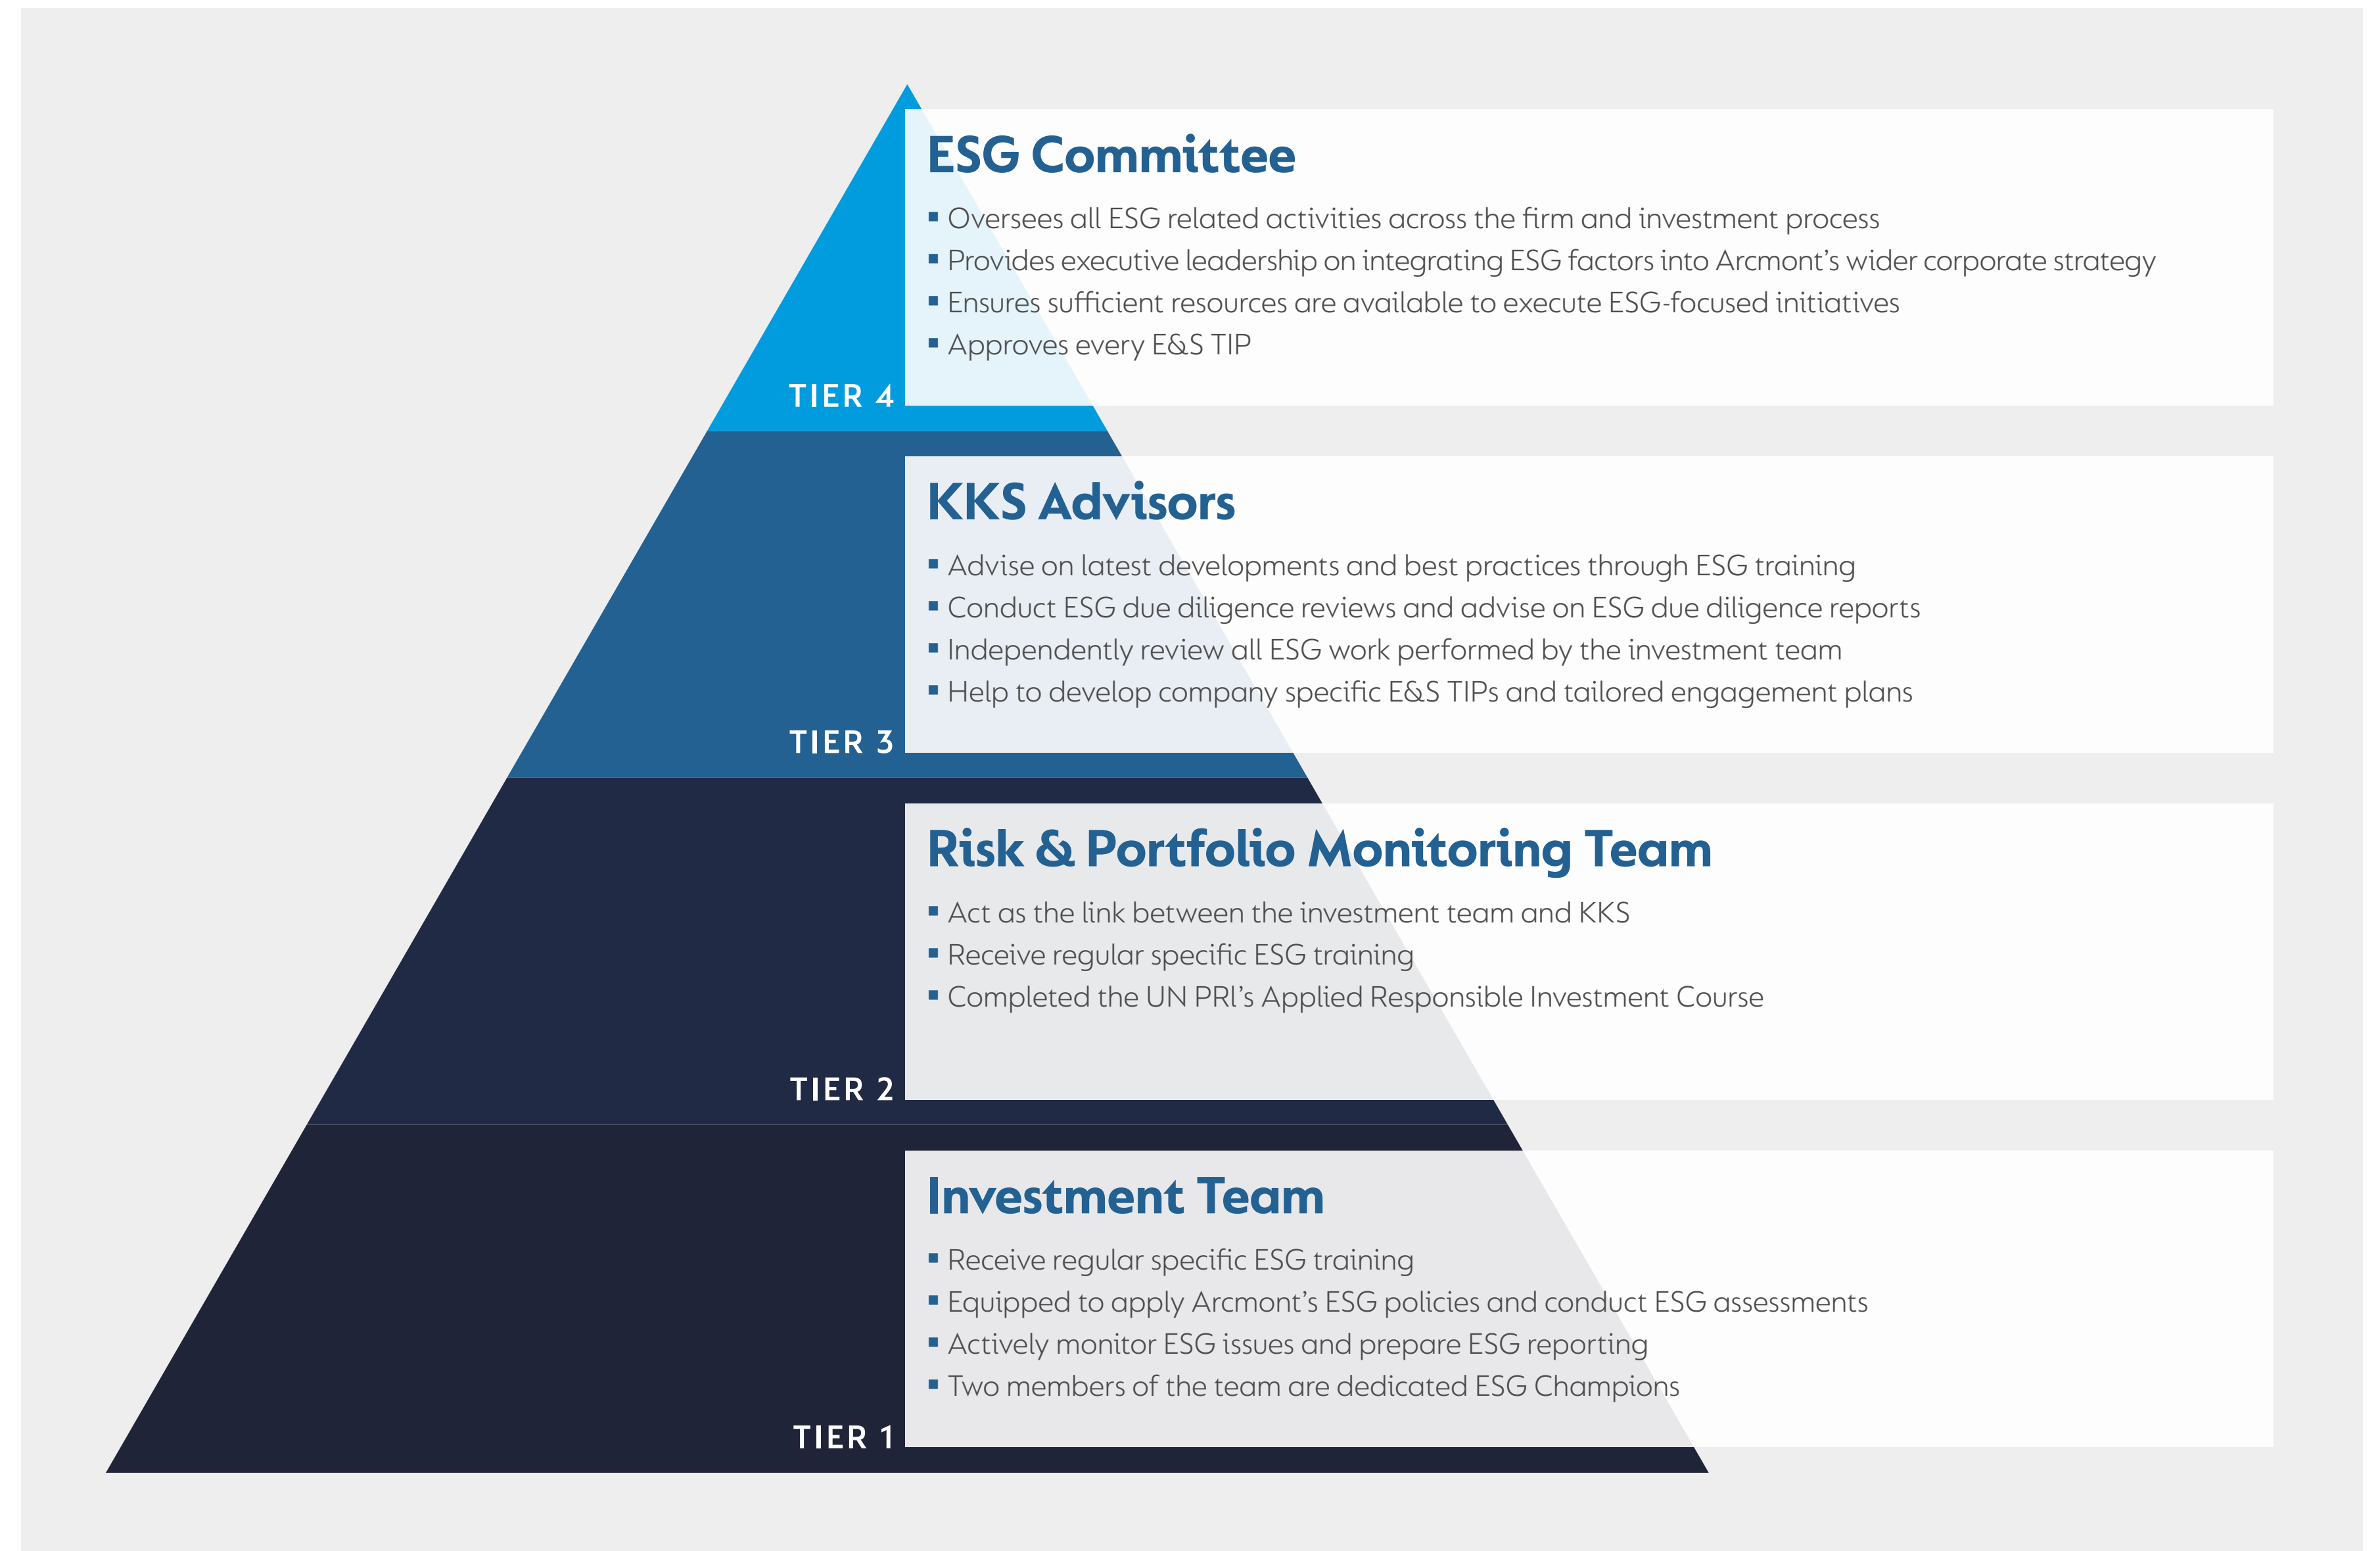 ESG Committee
▪ Oversees all ESG related activities across the firm and investment process
▪ Provides executive leadership on integrating ESG factors into Arcmont’s wider corporate strategy
▪ Ensures sufficient resources are available to execute ESG-focused initiatives
▪ Approves every E&S TIP
TIER 4
KKS Advisors
▪ Advise on latest developments and best practices through ESG training
▪ Conduct ESG due diligence reviews and advise on ESG due diligence reports
▪ Independently review all ESG work performed by the investment team
▪ Help to develop company specific E&S TIPs and tailored engagement plans
TIER 3
Risk & Portfolio Monitoring Team
▪ Act as the link between the investment team and KKS
▪ Receive regular specific ESG training
▪ Completed the UN PRl’s Applied Responsible Investment Course
TIER 2
Investment Team
▪ Receive regular specific ESG training
▪ Equipped to apply Arcmont’s ESG policies and conduct ESG assessments
▪ Actively monitor ESG issues and prepare ESG reporting
▪ Two members of the team are dedicated ESG Champions
TIER 1